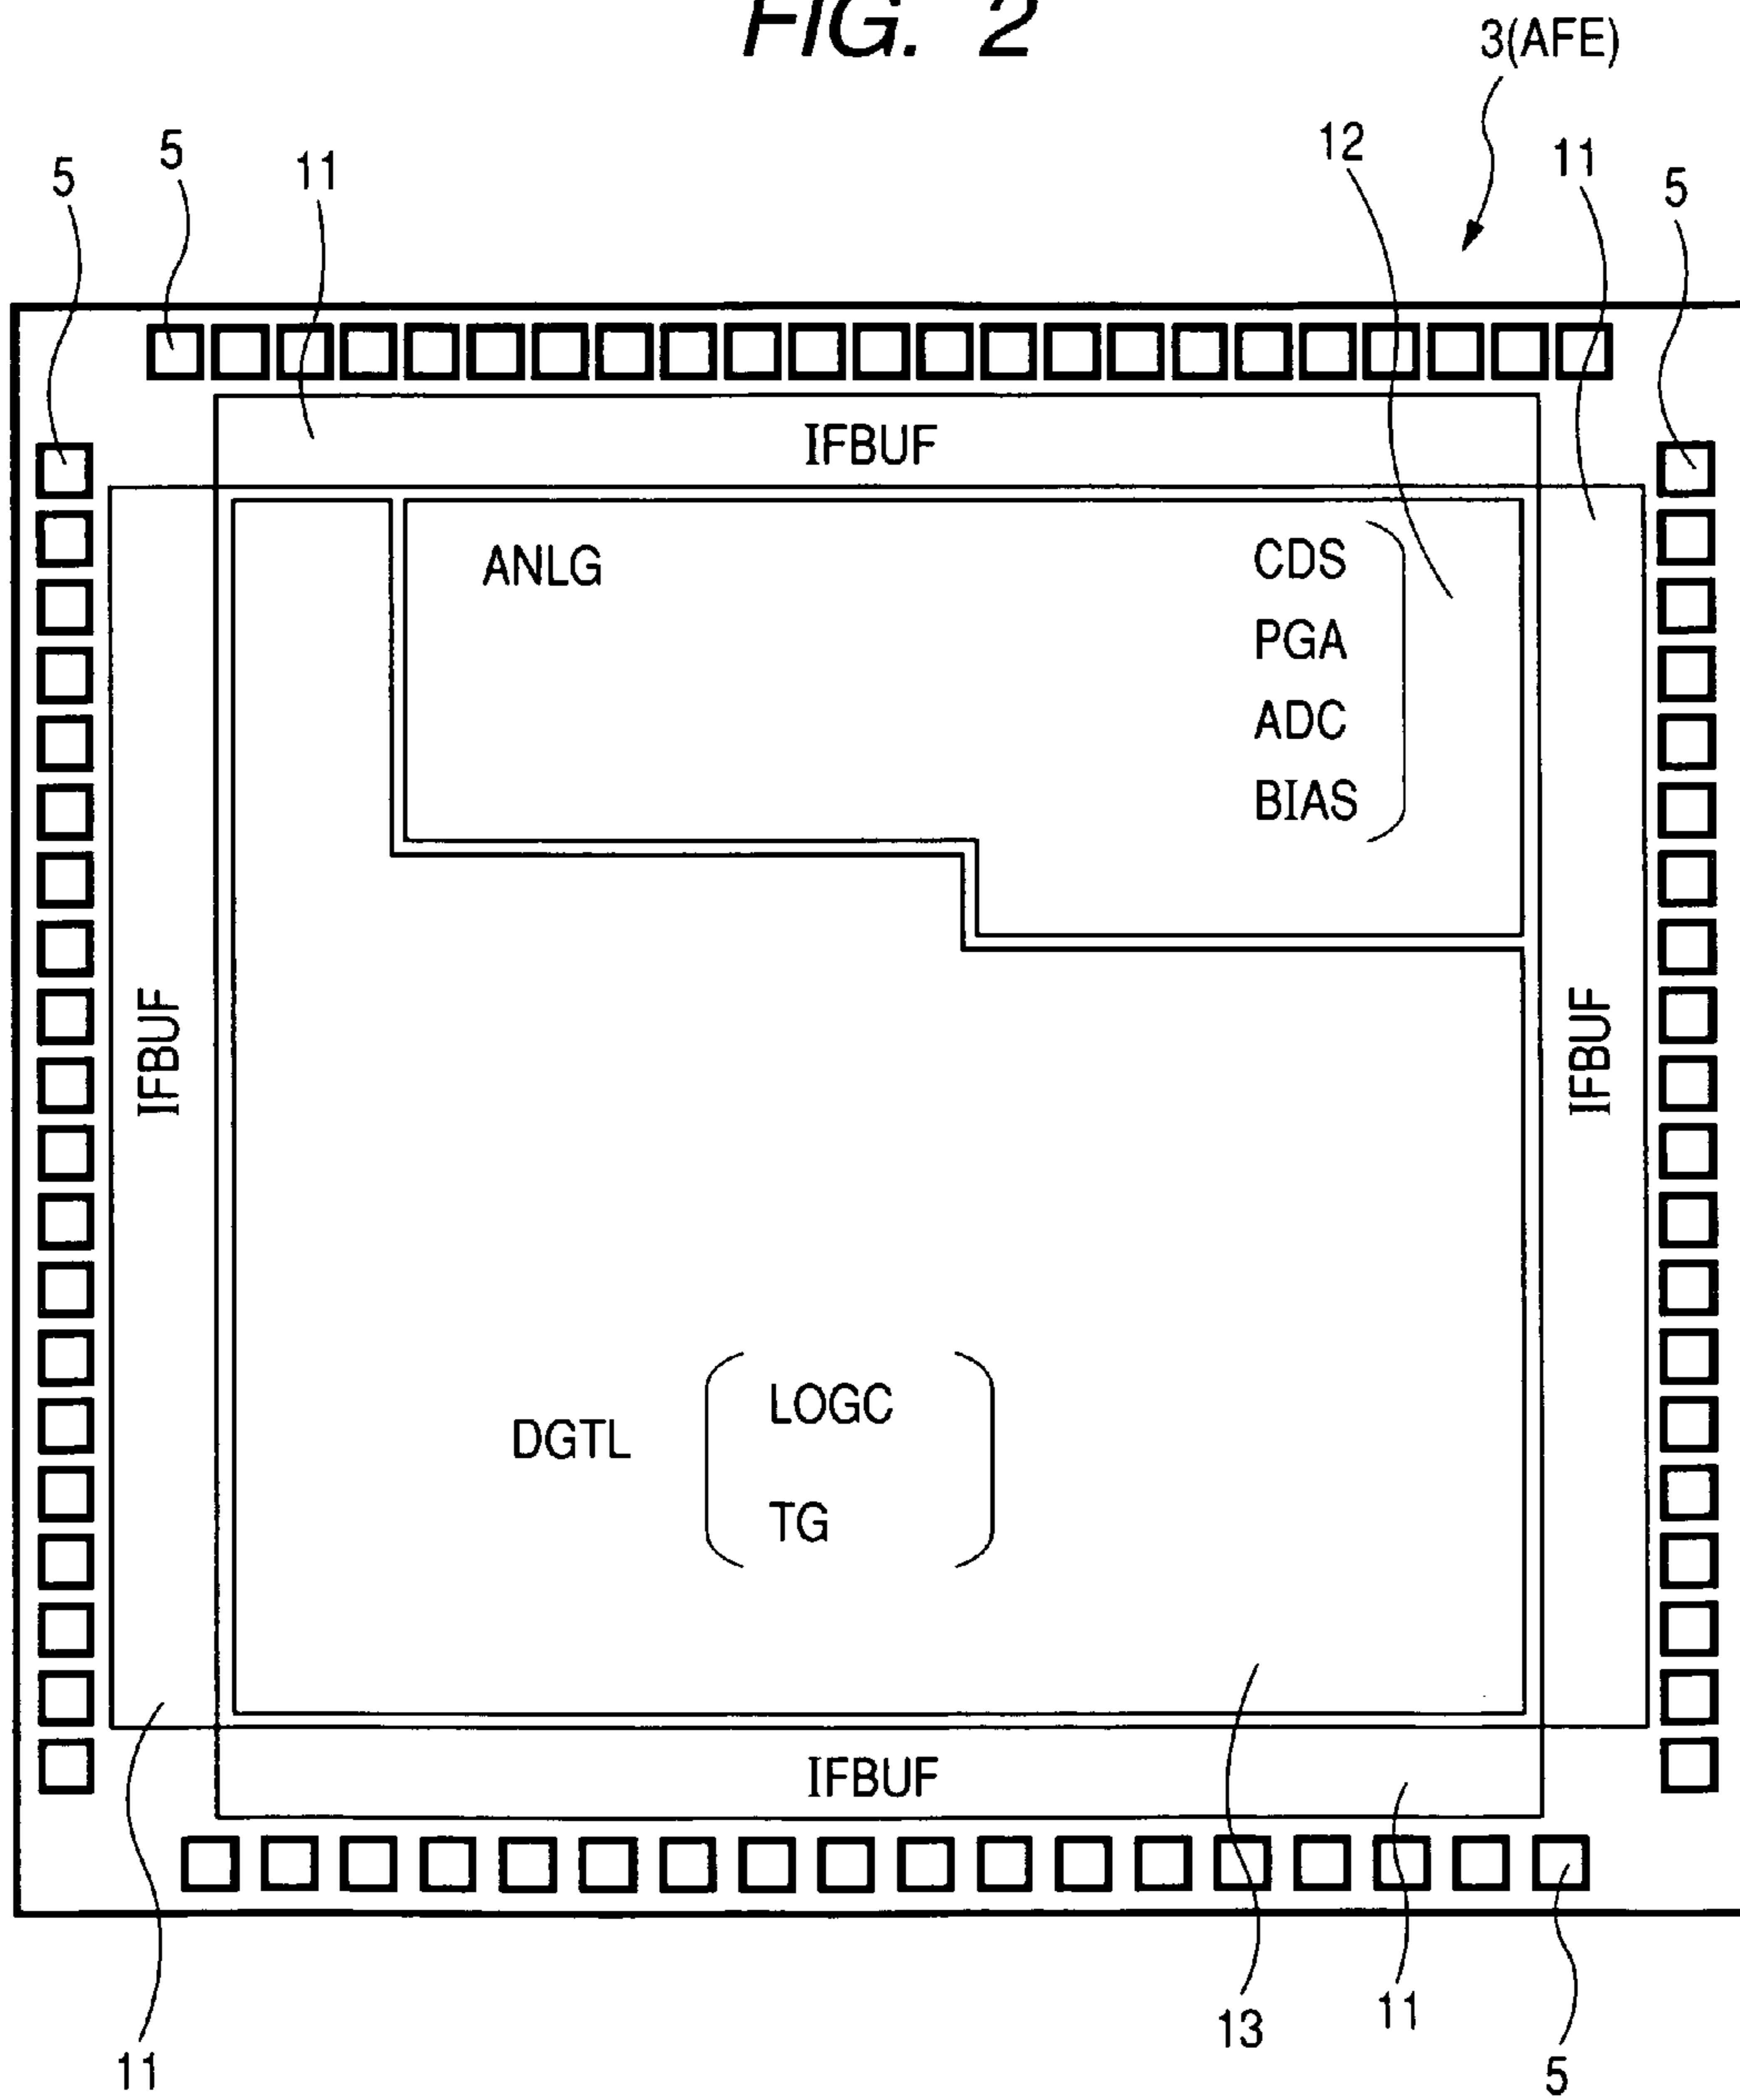 FIG. 2
3(AFE)
5
5
11
12
11
5
IFBUF
ANLG
CDS
PGA
ADC
BIAS
IFBUF
IFBUF
DGTL
LOGC
TG
IFBUF
11
13
11
5